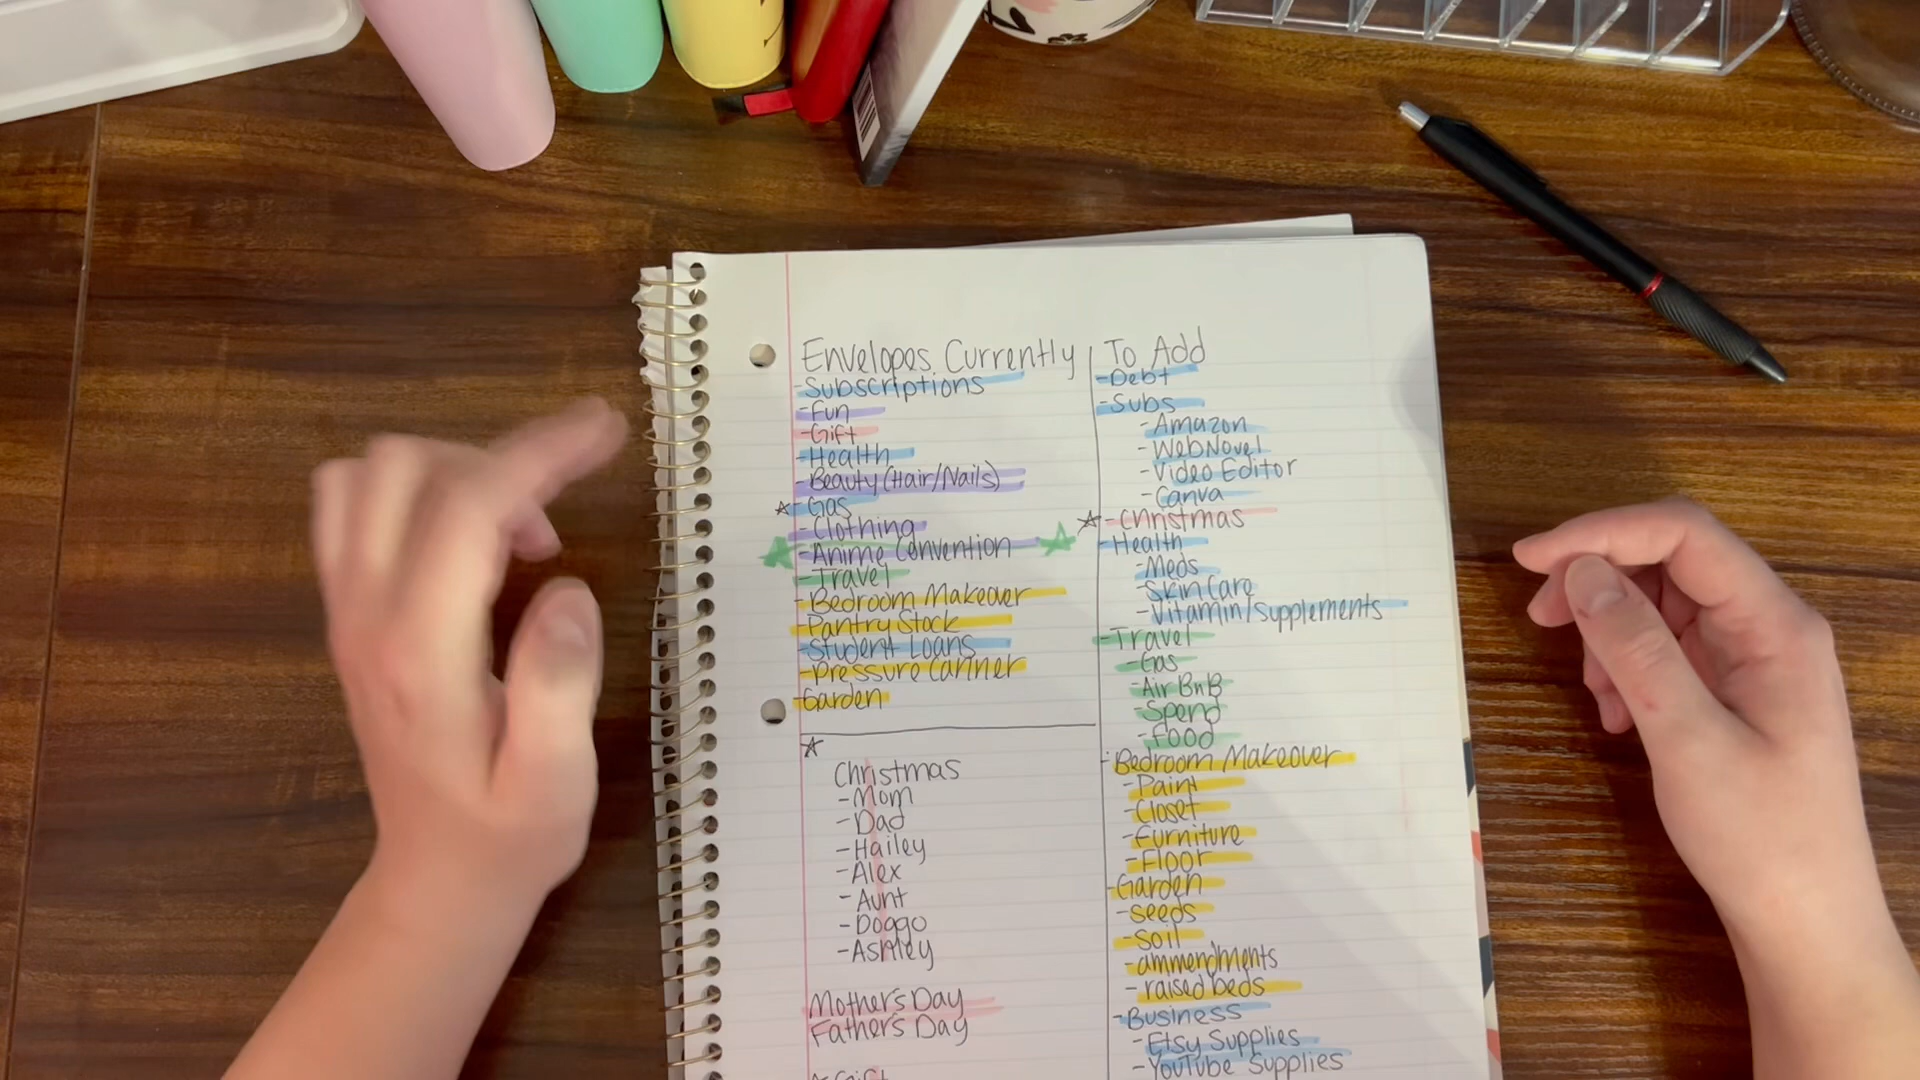 Envelopes Currently
-Subscriptions
-Fun
-Gift
-Health
-Beauty (Hair/Nails)
☆-Gas
-Clothing
★-Anime Convention ★
-Travel
-Bedroom Makeover
-Pantry Stock
-Student Loans
-Pressure Canner
-Garden
☆
Christmas
-Mom
-Dad
-Hailey
-Alex
-Aunt
-Doggo
-Ashley
Mother's Day
Father's Day
To Add
-Debt
-Subs
-Amazon
-WebNovel
-Video Editor
-Canva
☆-Christmas
-Health
-Meds
-Skin Care
-Vitamin/Supplements
-Travel
-Gas
-Air BnB
-Spend
-Food
-Bedroom Makeover
-Paint
-Closet
-Furniture
-Floor
-Garden
-seeds
-Soil
-ammendments
-raised beds
-Business
-Etsy Supplies
-YouTube Supplies